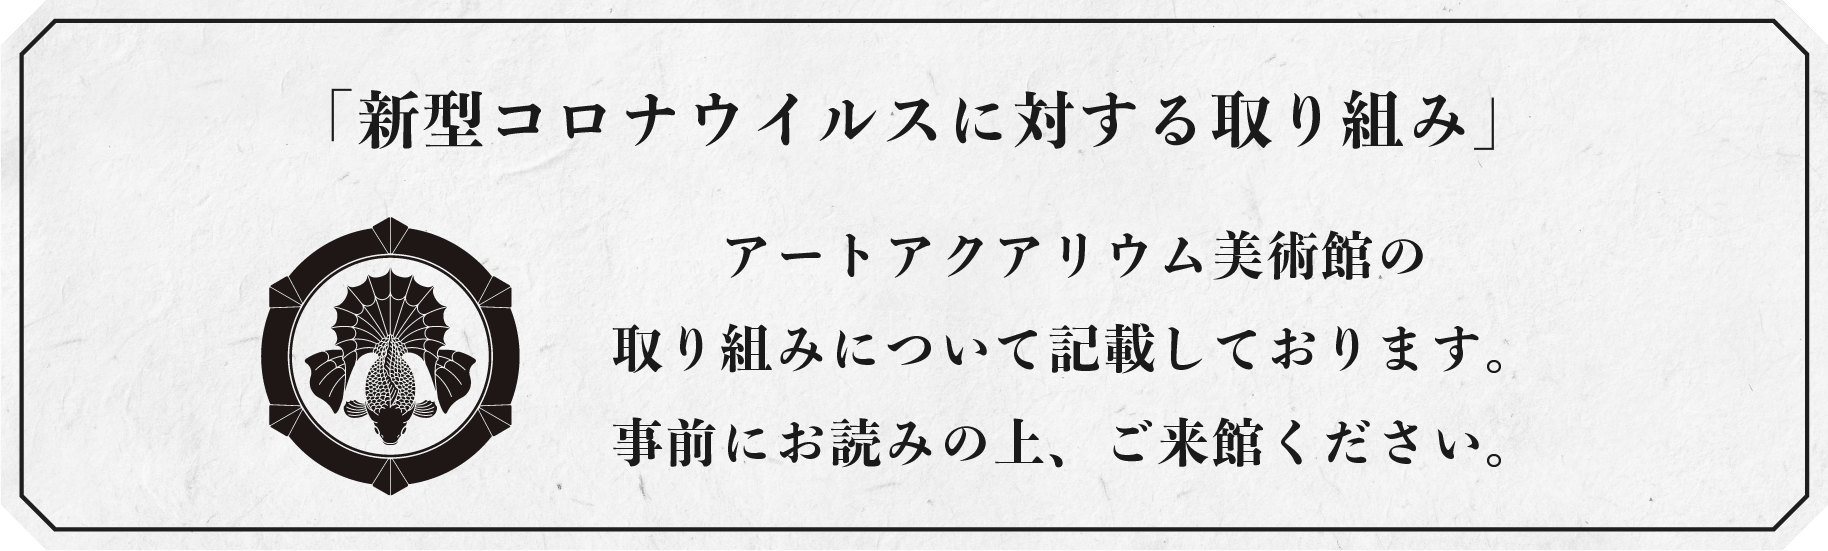 「新型コロナウイルスに対する取り組み」
アートアクアリウム美術館の
取り組みについて記載しております。
事前にお読みの上、ご来館ください。